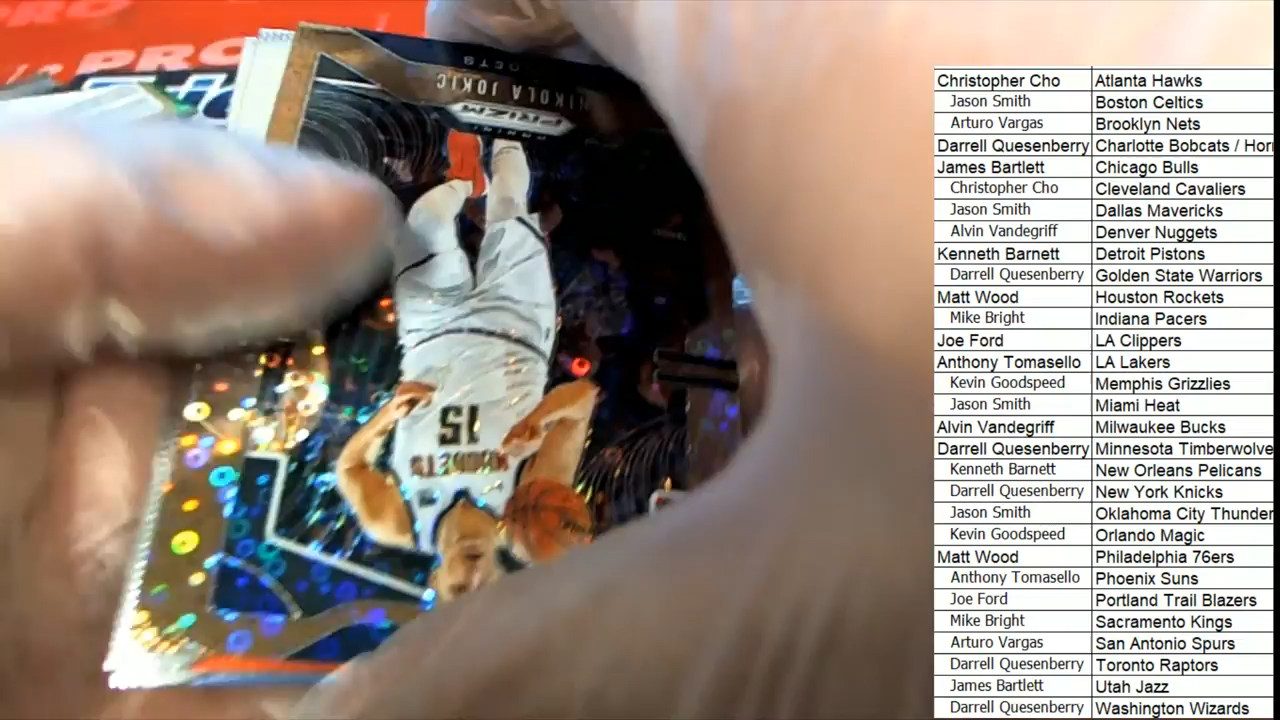 PRO
PRO
NIKOLA JOKIC
PRIZM
PANINI
15
NUGGETS
Christopher Cho Atlanta Hawks
Jason Smith Boston Celtics
Arturo Vargas Brooklyn Nets
Darrell Quesenberry Charlotte Bobcats / Hor
James Bartlett Chicago Bulls
Christopher Cho Cleveland Cavaliers
Jason Smith Dallas Mavericks
Alvin Vandegriff Denver Nuggets
Kenneth Barnett Detroit Pistons
Darrell Quesenberry Golden State Warriors
Matt Wood Houston Rockets
Mike Bright Indiana Pacers
Joe Ford LA Clippers
Anthony Tomasello LA Lakers
Kevin Goodspeed Memphis Grizzlies
Jason Smith Miami Heat
Alvin Vandegriff Milwaukee Bucks
Darrell Quesenberry Minnesota Timberwolve
Kenneth Barnett New Orleans Pelicans
Darrell Quesenberry New York Knicks
Jason Smith Oklahoma City Thunder
Kevin Goodspeed Orlando Magic
Matt Wood Philadelphia 76ers
Anthony Tomasello Phoenix Suns
Joe Ford Portland Trail Blazers
Mike Bright Sacramento Kings
Arturo Vargas San Antonio Spurs
Darrell Quesenberry Toronto Raptors
James Bartlett Utah Jazz
Darrell Quesenberry Washington Wizards